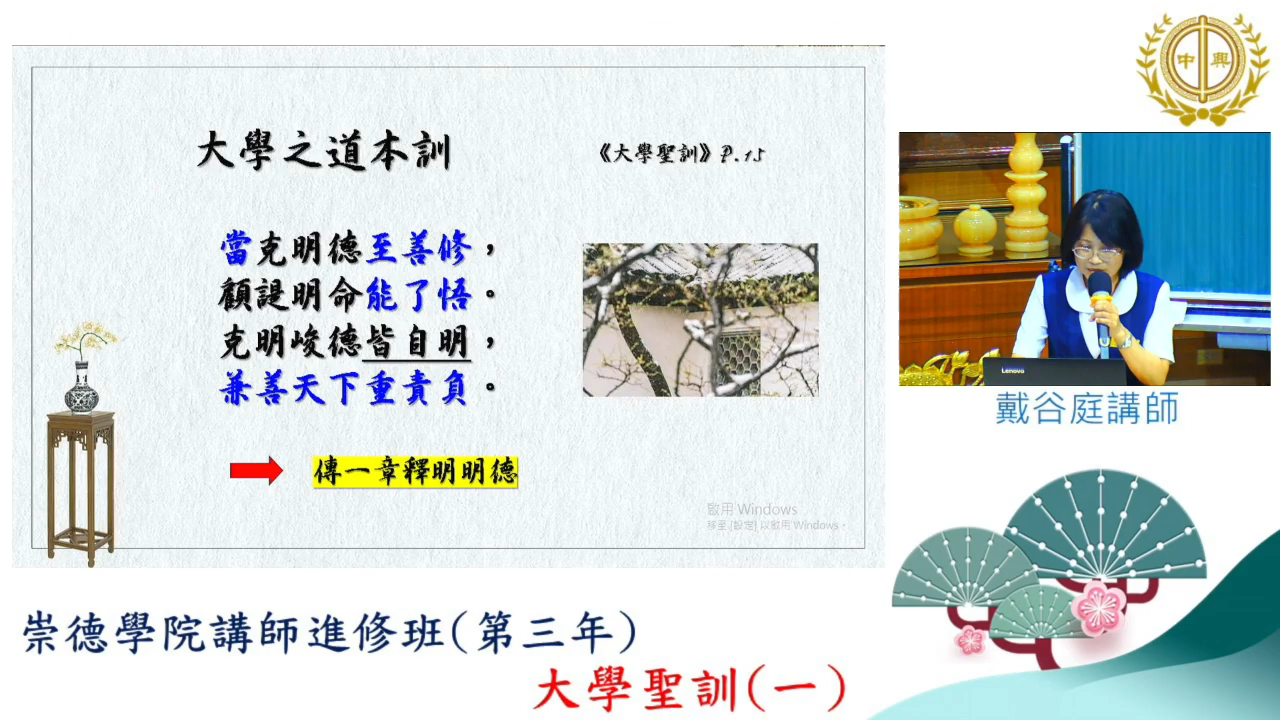 大學之道本訓
《大學聖訓》P.15
當克明德至善修，
顧諟明命能了悟。
克明峻德皆自明，
兼善天下重責負。
傳一章釋明明德
啟用 Windows
移至 [設定] 以啟用 Windows。
中興
Lenovo
戴谷庭講師
崇德學院講師進修班(第三年)
大學聖訓(一)